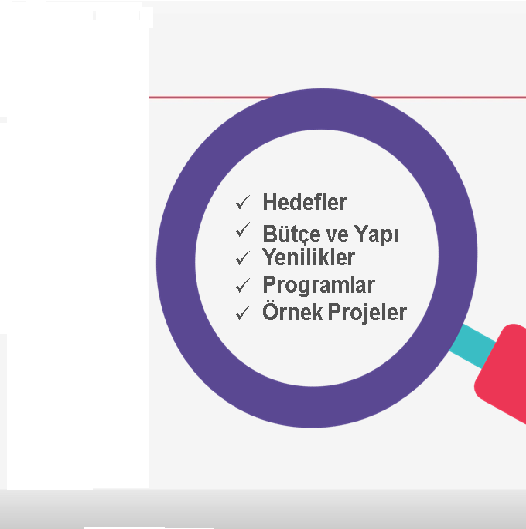 ✓ Hedefler
✓ Bütçe ve Yapı
✓ Yenilikler
✓ Programlar
✓ Örnek Projeler